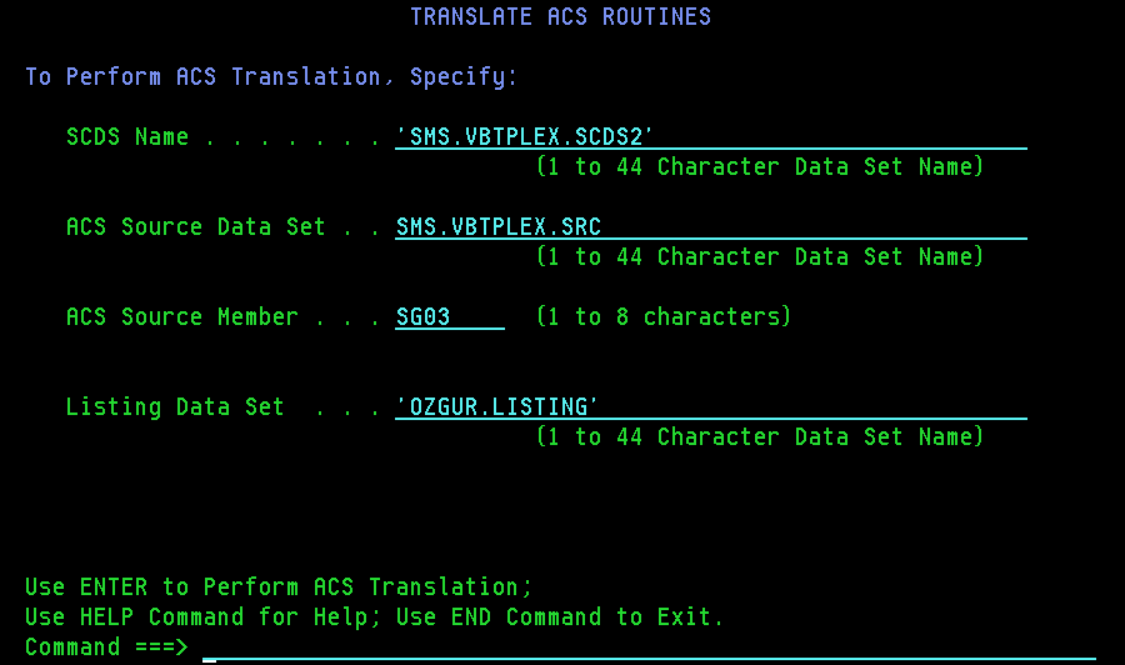 TRANSLATE ACS ROUTINES
To Perform ACS Translation, Specify:
SCDS Name . . . . . . . 'SMS.VBTPLEX.SCDS2'
(1 to 44 Character Data Set Name)
ACS Source Data Set . . SMS.VBTPLEX.SRC
(1 to 44 Character Data Set Name)
ACS Source Member . . . SG03 (1 to 8 characters)
Listing Data Set . . . 'OZGUR.LISTING'
(1 to 44 Character Data Set Name)
Use ENTER to Perform ACS Translation;
Use HELP Command for Help; Use END Command to Exit.
Command ===>